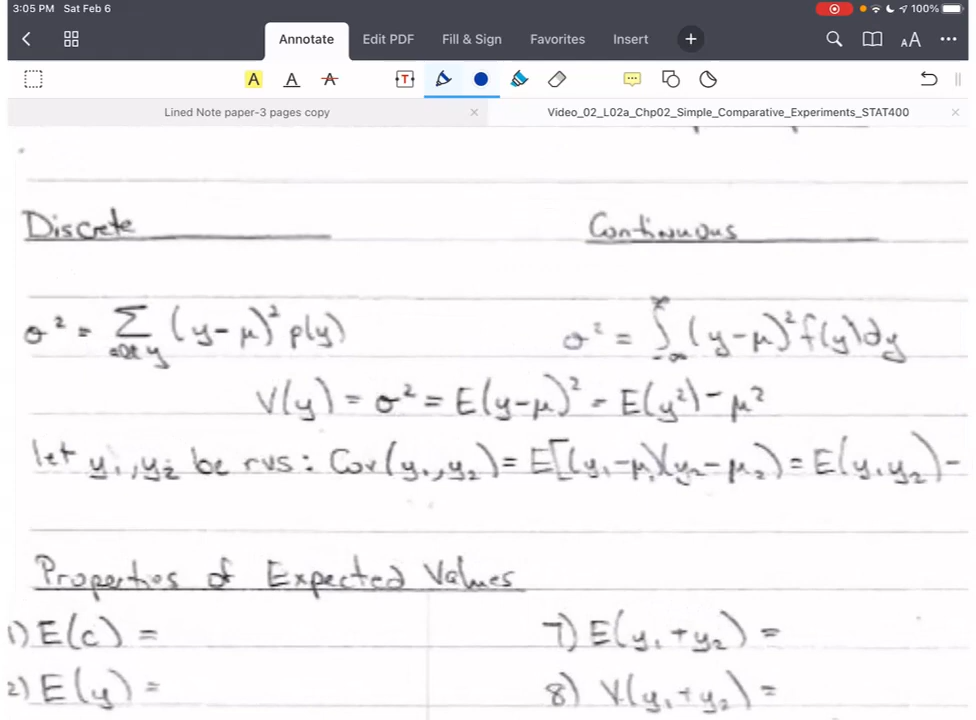 3:05 PM Sat Feb 6 100%
Annotate Edit PDF Fill & Sign Favorites Insert + AA
A A A T
Lined Note paper-3 pages copy × Video_02_L02a_Chp02_Simple_Comparative_Experiments_STAT400 ×
Discrete Continuous
σ² = Σ (y-μ)² p(y) σ² = ∫ (y-μ)² f(y)dy
all y -∞ ∞
V(y) = σ² = E(y-μ)² = E(y²) - μ²
let y₁, y₂ be rvs: Cov(y₁, y₂) = E[(y₁-μ₁)(y₂-μ₂) = E(y₁y₂) -
Properties of Expected Values
1) E(c) = 7) E(y₁ + y₂) =
2) E(y) = 8) V(y₁ + y₂) =